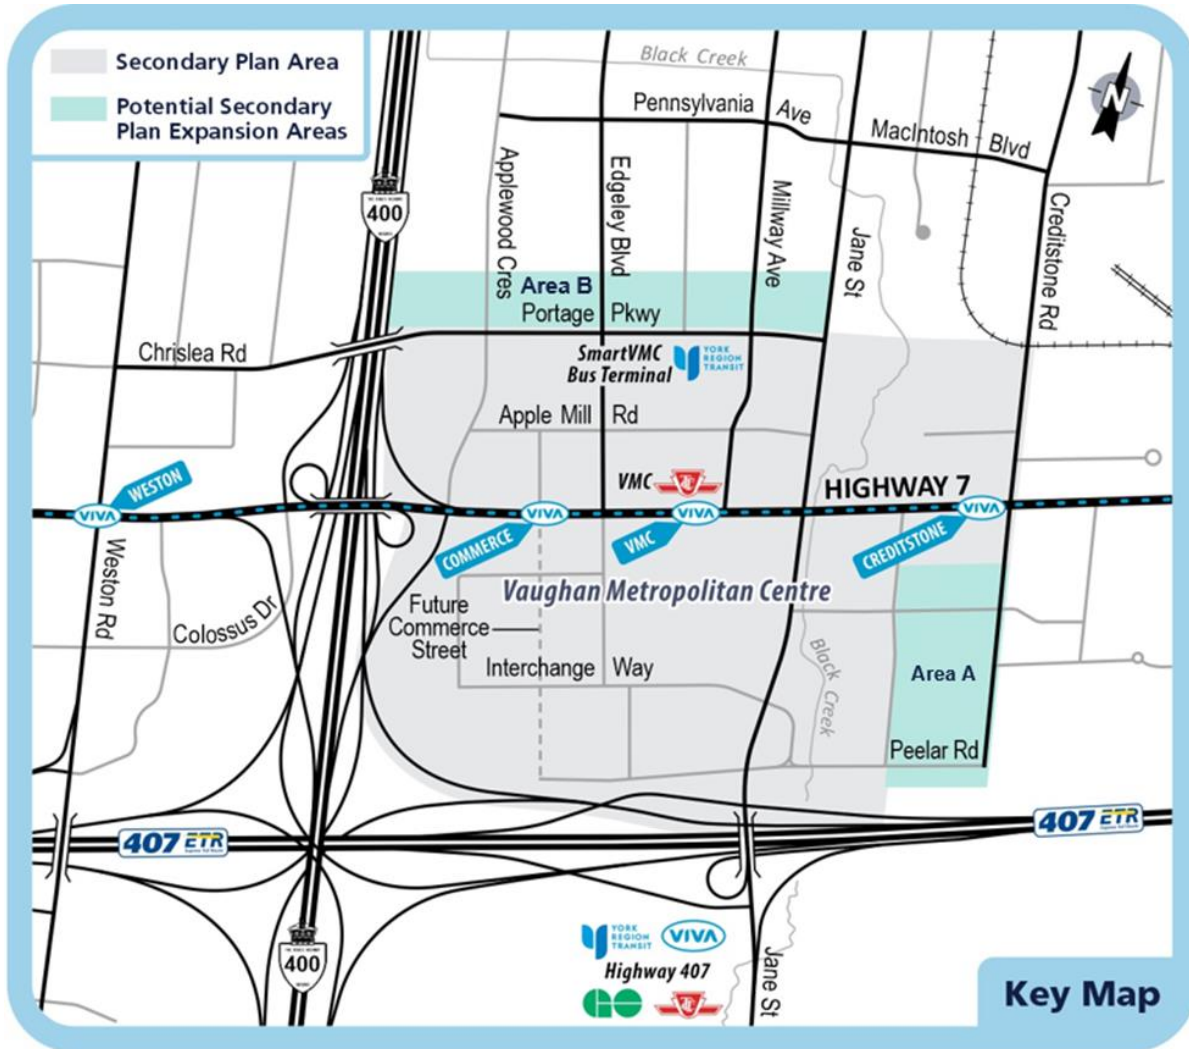 Secondary Plan Area
Potential Secondary
Plan Expansion Areas
Black Creek
N
Pennsylvania Ave
MacIntosh Blvd
400
Applewood Cres
Edgeley Blvd
Millway Ave
Jane St
Creditstone Rd
Area B
Portage Pkwy
Chrislea Rd
SmartVMC
Bus Terminal
YORK
REGION
TRANSIT
Apple Mill Rd
WESTON
VIVA
VMC
TTC
HIGHWAY 7
VIVA
COMMERCE
VIVA
VMC
VIVA
CREDITSTONE
Weston Rd
Colossus Dr
Vaughan Metropolitan Centre
Future
Commerce
Street
Interchange Way
Black Creek
Area A
Peelar Rd
407 ETR
407 ETR
400
YORK
REGION
TRANSIT
VIVA
Highway 407
GO
TTC
Jane St
Key Map